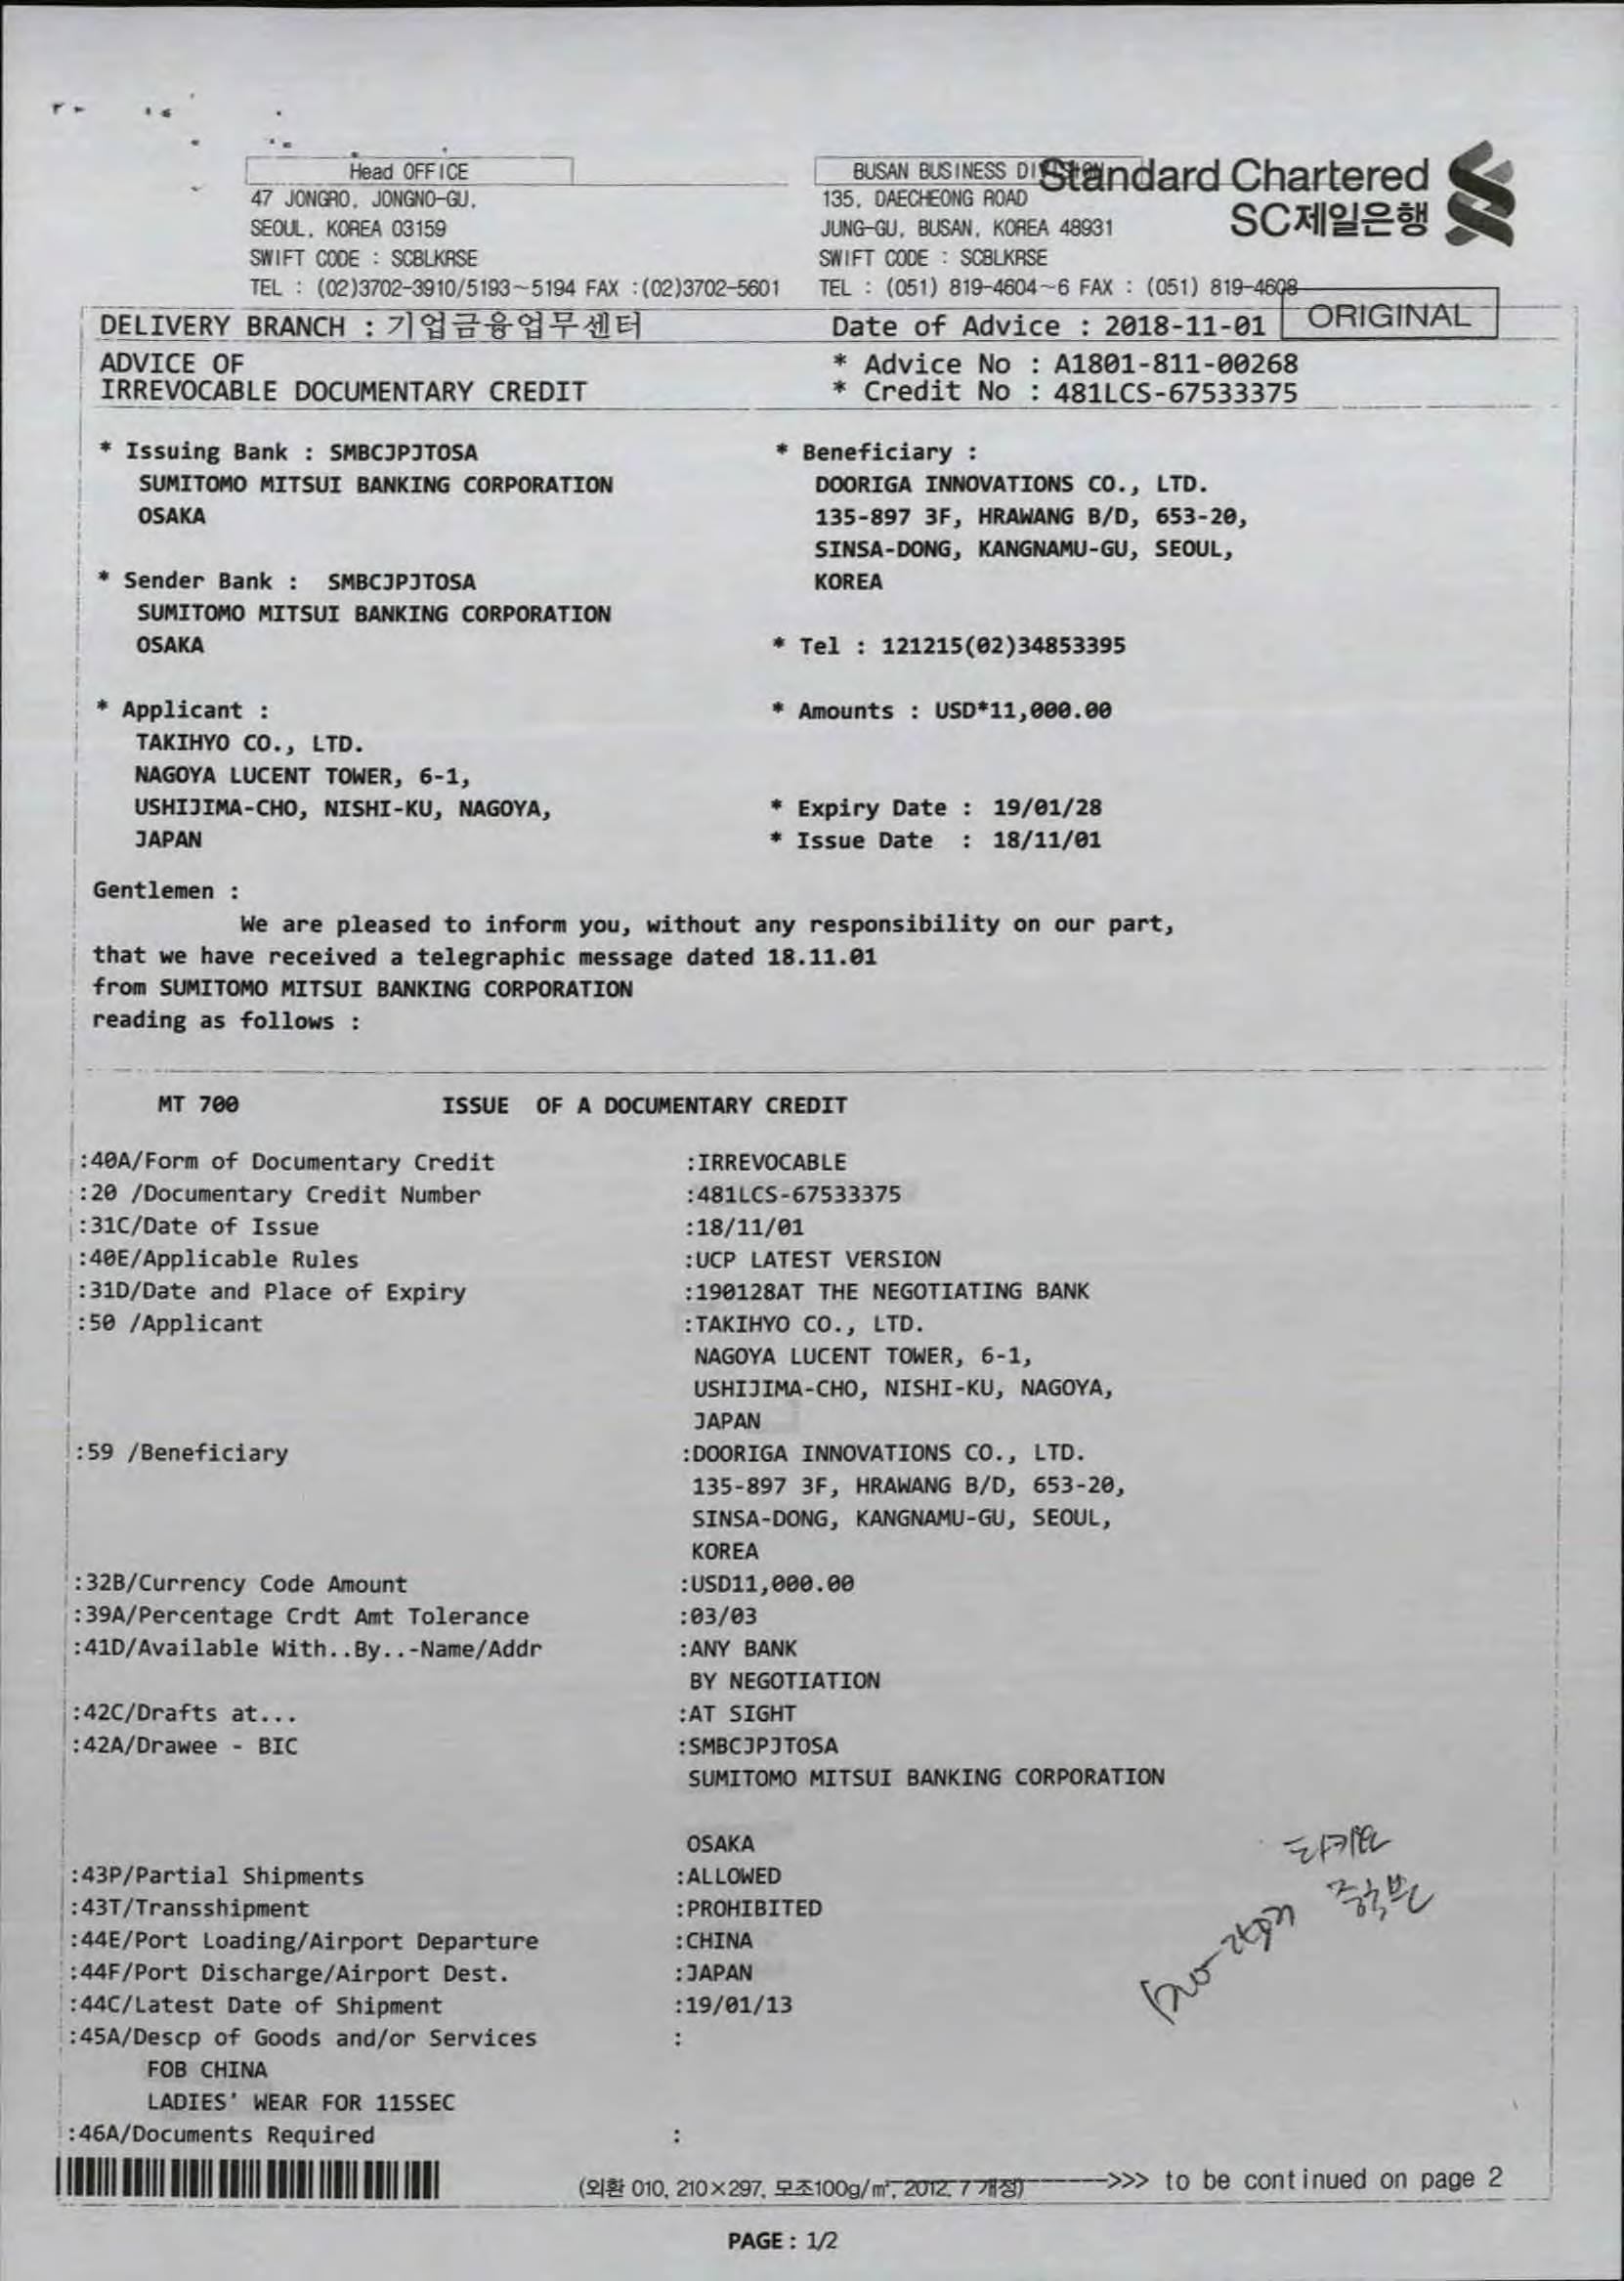 Head OFFICE
47 JONGRO, JONGNO-GU,
SEOUL, KOREA 03159
SWIFT CODE : SCBLKRSE
TEL : (02)3702-3910/5193~5194 FAX :(02)3702-5601
BUSAN BUSINESS DIVISION
135, DAECHEONG ROAD
JUNG-GU, BUSAN, KOREA 48931
SWIFT CODE : SCBLKRSE
TEL : (051) 819-4604~6 FAX : (051) 819-4608
Standard Chartered
SC제일은행
ORIGINAL
DELIVERY BRANCH : 기업금융업무센터
Date of Advice : 2018-11-01
ADVICE OF
IRREVOCABLE DOCUMENTARY CREDIT
* Advice No : A1801-811-00268
* Credit No : 481LCS-67533375
* Issuing Bank : SMBCJPJTOSA
SUMITOMO MITSUI BANKING CORPORATION
OSAKA
* Sender Bank : SMBCJPJTOSA
SUMITOMO MITSUI BANKING CORPORATION
OSAKA
* Applicant :
TAKIHYO CO., LTD.
NAGOYA LUCENT TOWER, 6-1,
USHIJIMA-CHO, NISHI-KU, NAGOYA,
JAPAN
* Beneficiary :
DOORIGA INNOVATIONS CO., LTD.
135-897 3F, HRAWANG B/D, 653-20,
SINSA-DONG, KANGNAMU-GU, SEOUL,
KOREA
* Tel : 121215(02)34853395
* Amounts : USD*11,000.00
* Expiry Date : 19/01/28
* Issue Date : 18/11/01
Gentlemen :
We are pleased to inform you, without any responsibility on our part,
that we have received a telegraphic message dated 18.11.01
from SUMITOMO MITSUI BANKING CORPORATION
reading as follows :
MT 700 ISSUE OF A DOCUMENTARY CREDIT
:40A/Form of Documentary Credit :IRREVOCABLE
:20 /Documentary Credit Number :481LCS-67533375
:31C/Date of Issue :18/11/01
:40E/Applicable Rules :UCP LATEST VERSION
:31D/Date and Place of Expiry :190128AT THE NEGOTIATING BANK
:50 /Applicant :TAKIHYO CO., LTD.
NAGOYA LUCENT TOWER, 6-1,
USHIJIMA-CHO, NISHI-KU, NAGOYA,
JAPAN
:59 /Beneficiary :DOORIGA INNOVATIONS CO., LTD.
135-897 3F, HRAWANG B/D, 653-20,
SINSA-DONG, KANGNAMU-GU, SEOUL,
KOREA
:32B/Currency Code Amount :USD11,000.00
:39A/Percentage Crdt Amt Tolerance :03/03
:41D/Available With..By..-Name/Addr :ANY BANK
BY NEGOTIATION
:42C/Drafts at... :AT SIGHT
:42A/Drawee - BIC :SMBCJPJTOSA
SUMITOMO MITSUI BANKING CORPORATION
OSAKA
:43P/Partial Shipments :ALLOWED
:43T/Transshipment :PROHIBITED
:44E/Port Loading/Airport Departure :CHINA
:44F/Port Discharge/Airport Dest. :JAPAN
:44C/Latest Date of Shipment :19/01/13
:45A/Descp of Goods and/or Services :
FOB CHINA
LADIES' WEAR FOR 115SEC
:46A/Documents Required :
타키효
중국분
(외환 010, 210×297, 모조100g/㎡, 2012. 7 개정)
>>> to be continued on page 2
PAGE : 1/2